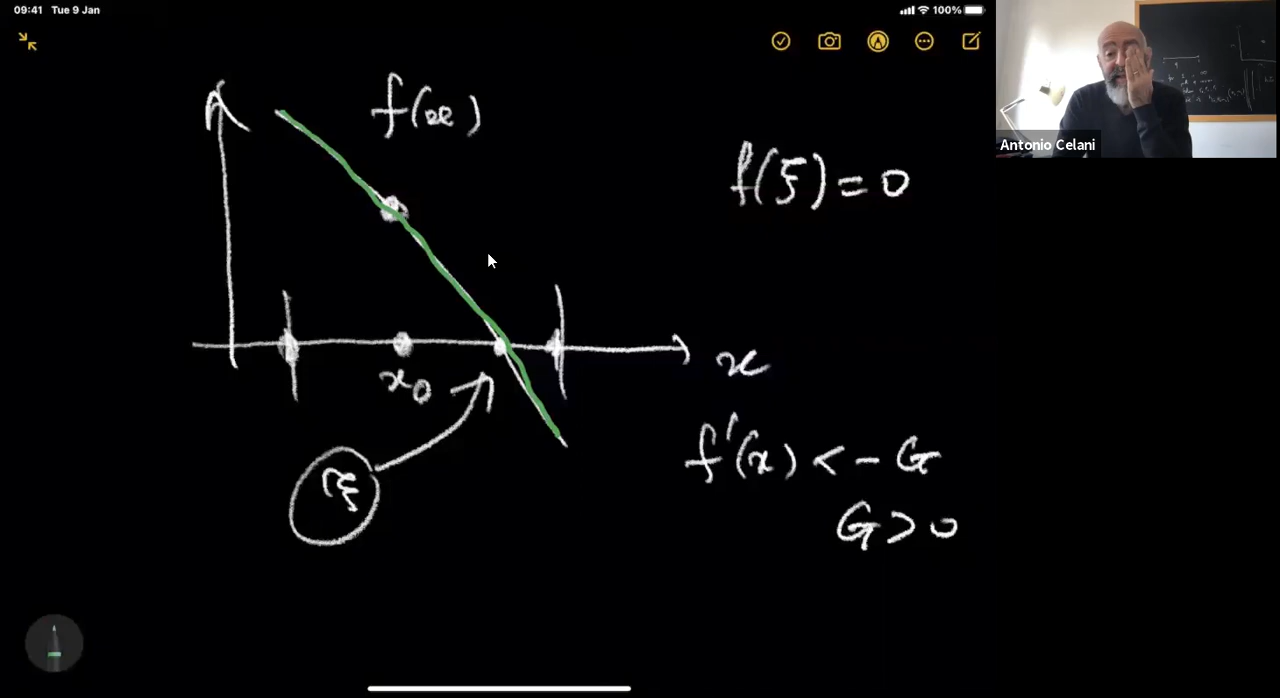 09:41 Tue 9 Jan
100%
f(x)
f(ξ) = 0
Antonio Celani
x₀
x
ξ
f'(x) < - G
G > 0